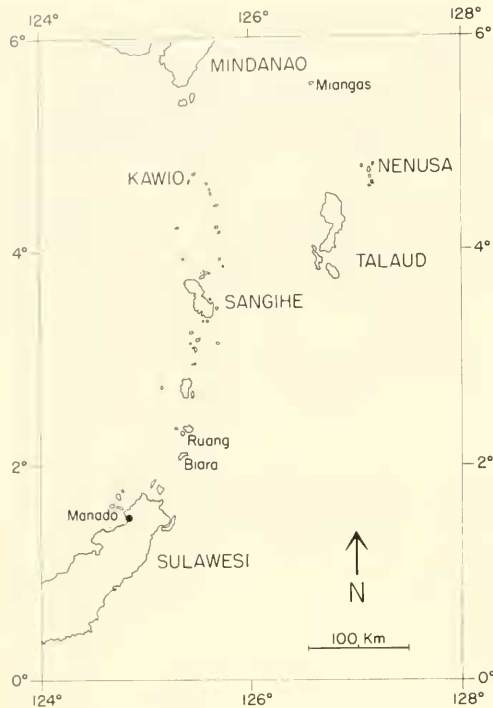 124° 126° 128°
6° 6°
MINDANAO
Miangas
KAWIO
NENUSA
4° 4°
TALAUD
SANGIHE
Ruang
Biara
2° 2°
Manado
SULAWESI
N
100 Km
0° 0°
124° 126° 128°